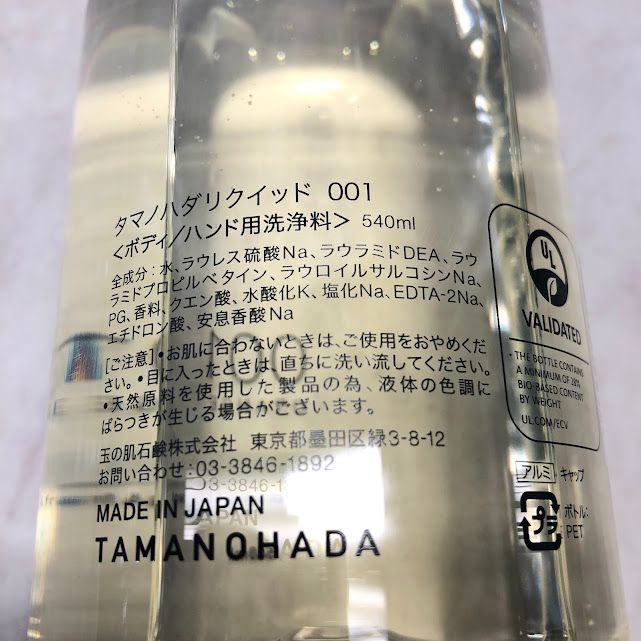 タマノハダリクイッド 001
<ボディ/ハンド用洗浄料> 540ml
全成分:水、ラウレス硫酸Na、ラウラミドDEA、ラウ
ラミドプロピルベタイン、ラウロイルサルコシンNa、
PG、香料、クエン酸、水酸化K、塩化Na、EDTA-2Na、
エチドロン酸、安息香酸Na
[ご注意]•お肌に合わないときは、ご使用をおやめくだ
さい。•目に入ったときは、直ちに洗い流してください。
•天然原料を使用した製品の為、液体の色調に
ばらつきが生じる場合がございます。
玉の肌石鹸株式会社 東京都墨田区緑3-8-12
お問い合わせ:03-3846-1892
MADE IN JAPAN
TAMANOHADA
UL
VALIDATED
• THE BOTTLE CONTAINS
A MINIMUM OF 28%
BIO-BASED CONTENT
BY WEIGHT
UL.COM/ECV
アルミ キャップ
プラ ボトル:
PET
001